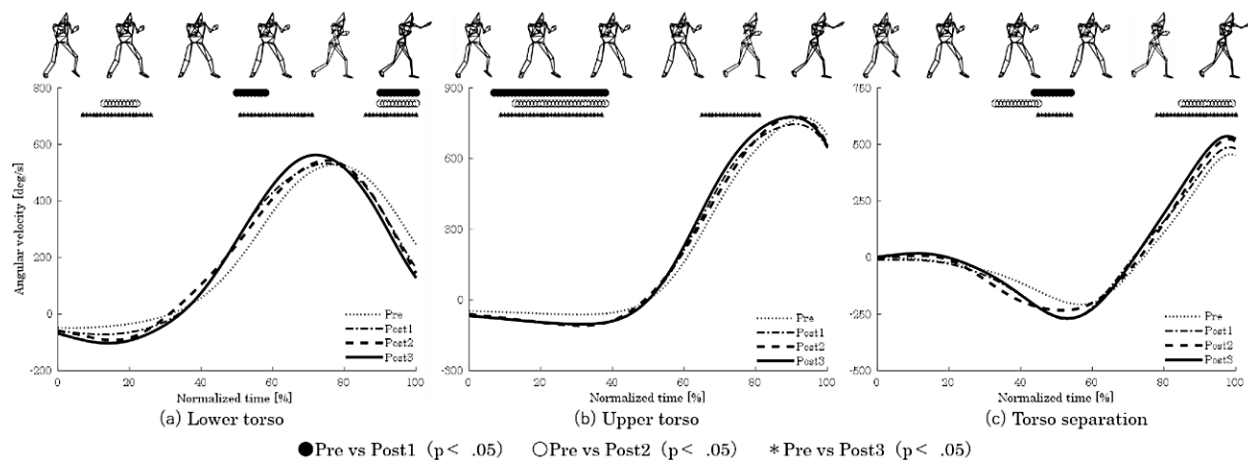 800
600
400
200
0
-200
Angular velocity [deg/s]
0 20 40 60 80 100
Normalized time [%]
Pre
Post1
Post2
Post3
(a) Lower torso
900
600
300
0
-300
0 20 40 60 80 100
Normalized time [%]
Pre
Post1
Post2
Post3
(b) Upper torso
750
500
250
0
-250
-500
0 20 40 60 80 100
Normalized time [%]
Pre
Post1
Post2
Post3
(c) Torso separation
●Pre vs Post1 (p< .05) ○Pre vs Post2 (p< .05) *Pre vs Post3 (p< .05)